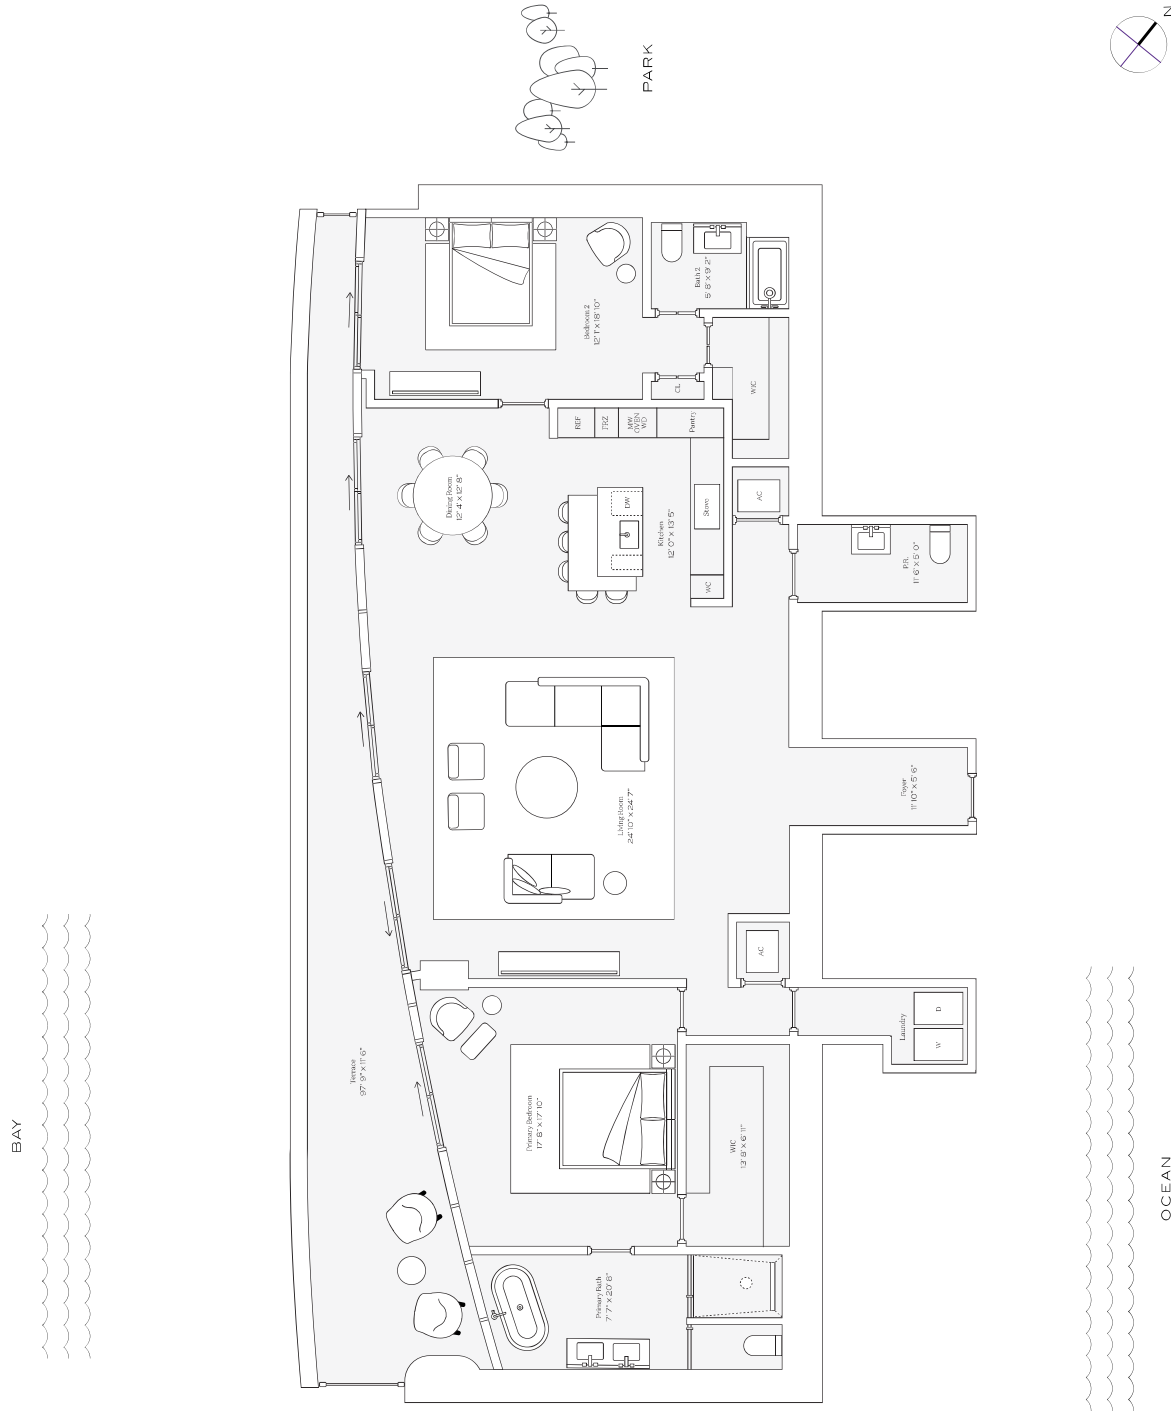 N
PARK
Bath 2
5' 8" X 9' 2"
Bedroom 2
12' 1" X 18' 10"
CL
WIC
REF
FRZ
MW
OVEN
WD
Pantry
Dining Room
12' 4" X 12' 8"
DW
Stove
AC
Kitchen
12' 0" X 13' 5"
P.R.
11' 6" X 5' 0"
WC
Foyer
11' 10" X 5' 6"
Living Room
24' 10" X 24' 7"
AC
Laundry
D
W
Terrace
97' 9" X 11' 6"
Primary Bedroom
17' 8" X 17' 10"
WIC
13' 8" X 6' 11"
BAY
OCEAN
Primary Bath
7' 7" X 20' 8"